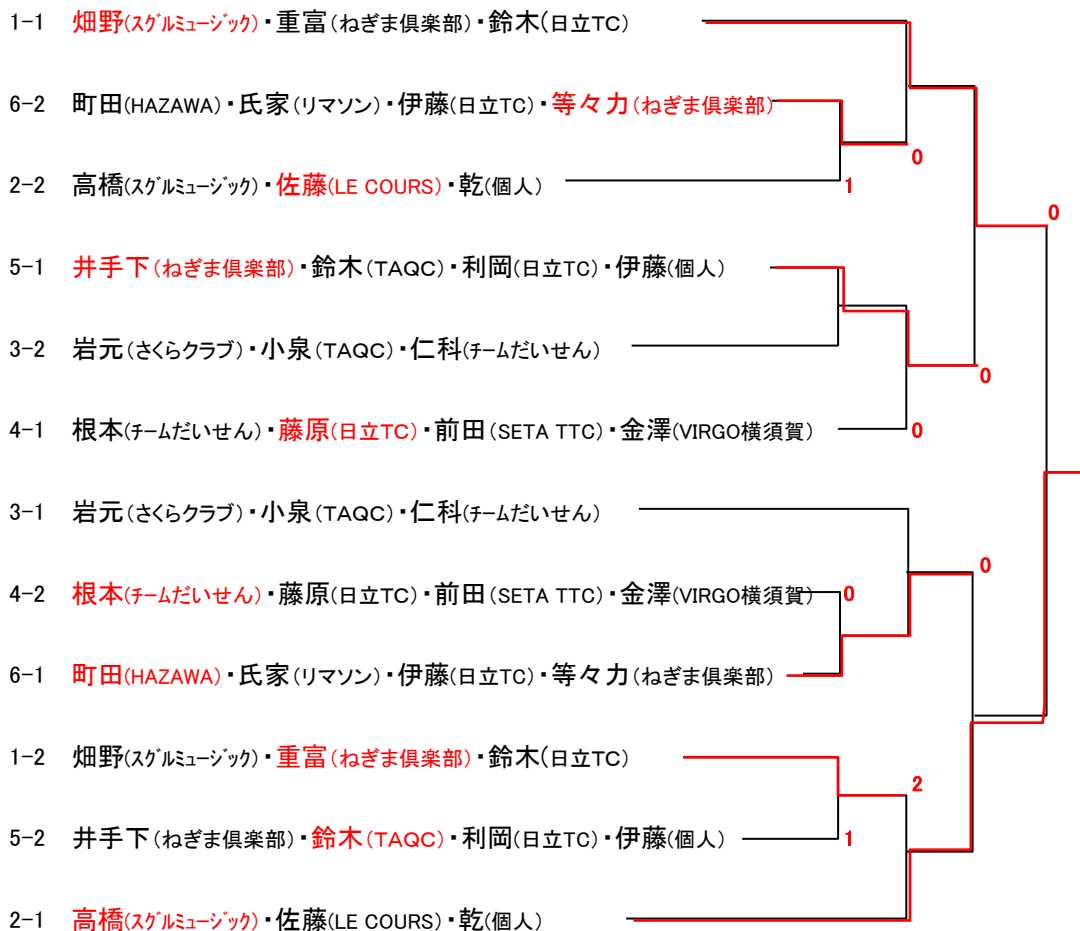 1-1 畑野(スグルミュージック)・重富(ねぎま倶楽部)・鈴木(日立TC)
6-2 町田(HAZAWA)・氏家(リマソン)・伊藤(日立TC)・等々力(ねぎま倶楽部)
0
2-2 高橋(スグルミュージック)・佐藤(LE COURS)・乾(個人)
1
0
5-1 井手下(ねぎま倶楽部)・鈴木(TAQC)・利岡(日立TC)・伊藤(個人)
3-2 岩元(さくらクラブ)・小泉(TAQC)・仁科(チームだいせん)
0
4-1 根本(チームだいせん)・藤原(日立TC)・前田(SETA TTC)・金澤(VIRGO横須賀)
0
3-1 岩元(さくらクラブ)・小泉(TAQC)・仁科(チームだいせん)
0
4-2 根本(チームだいせん)・藤原(日立TC)・前田(SETA TTC)・金澤(VIRGO横須賀)
0
6-1 町田(HAZAWA)・氏家(リマソン)・伊藤(日立TC)・等々力(ねぎま倶楽部)
1-2 畑野(スグルミュージック)・重富(ねぎま倶楽部)・鈴木(日立TC)
2
5-2 井手下(ねぎま倶楽部)・鈴木(TAQC)・利岡(日立TC)・伊藤(個人)
1
2-1 高橋(スグルミュージック)・佐藤(LE COURS)・乾(個人)